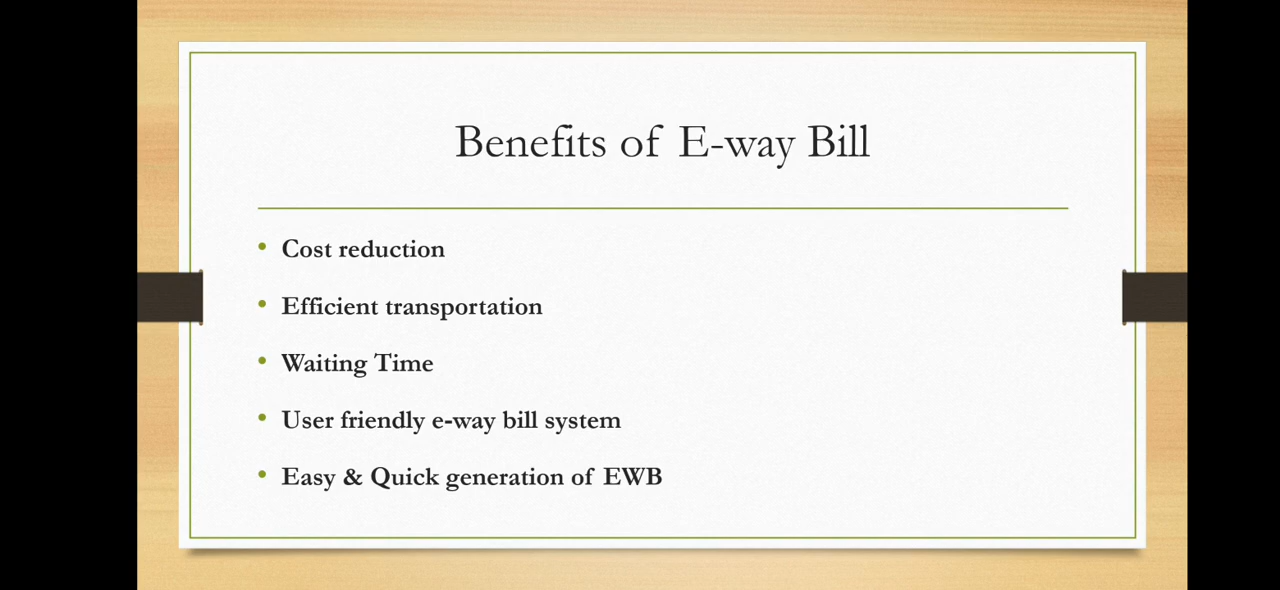 Benefits of E-way Bill
• Cost reduction
• Efficient transportation
• Waiting Time
• User friendly e-way bill system
• Easy & Quick generation of EWB